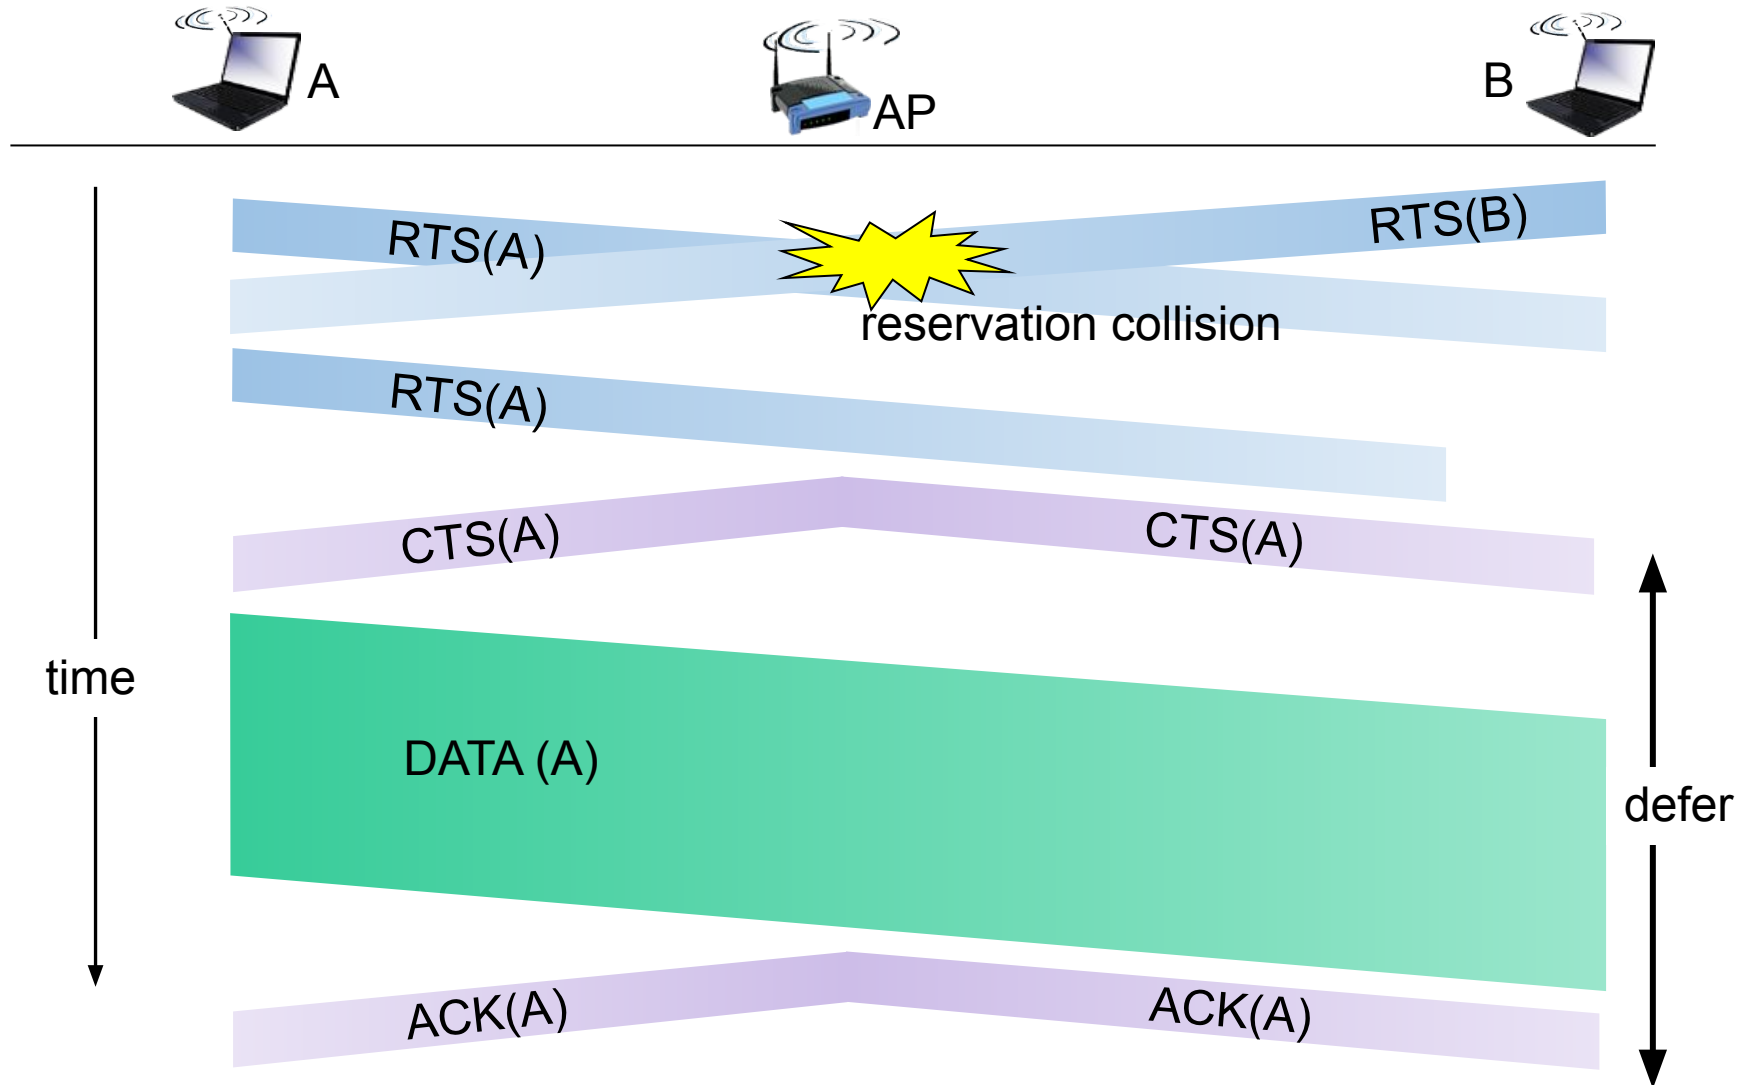 A
AP
B
RTS(A)
RTS(B)
reservation collision
RTS(A)
CTS(A)
CTS(A)
time
DATA (A)
defer
ACK(A)
ACK(A)